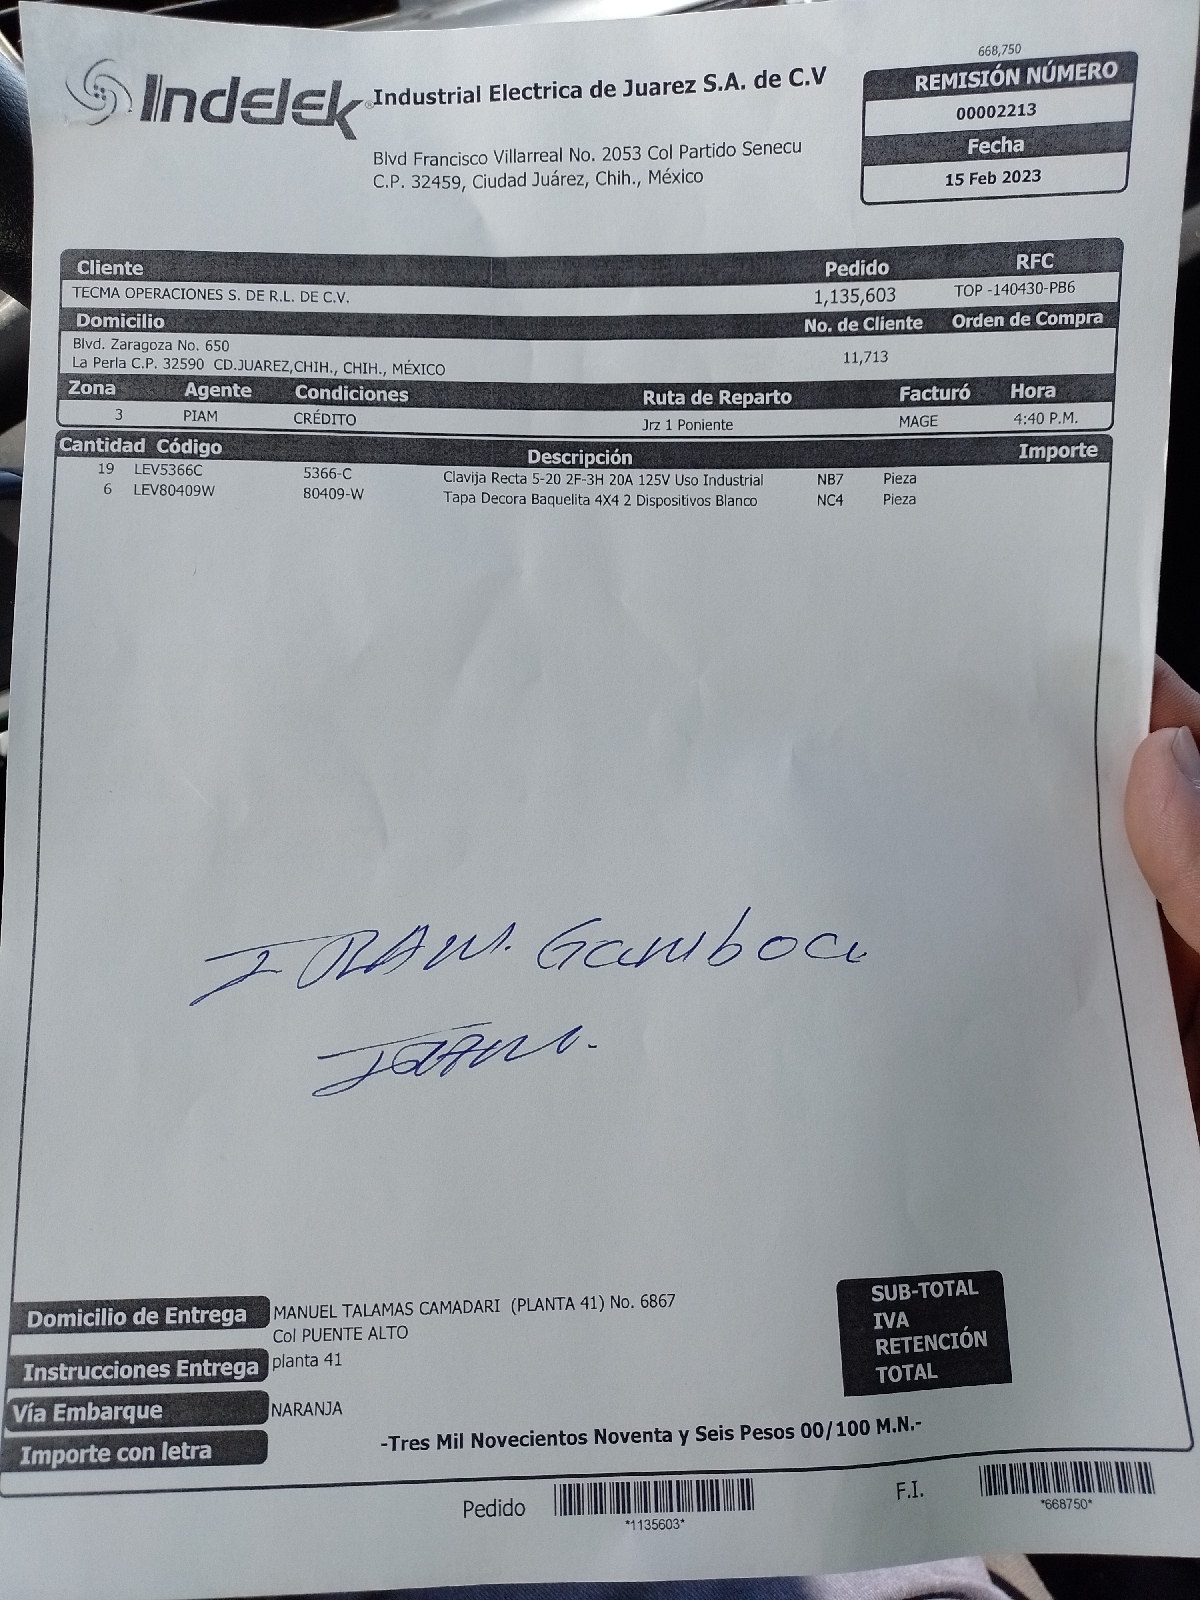 668,750
Indelek Industrial Electrica de Juarez S.A. de C.V
REMISIÓN NÚMERO
00002213
Fecha
15 Feb 2023
Blvd Francisco Villarreal No. 2053 Col Partido Senecu
C.P. 32459, Ciudad Juárez, Chih., México
Cliente Pedido RFC
TECMA OPERACIONES S. DE R.L. DE C.V. 1,135,603 TOP -140430-PB6
Domicilio No. de Cliente Orden de Compra
Blvd. Zaragoza No. 650
La Perla C.P. 32590 CD.JUAREZ,CHIH., CHIH., MÉXICO 11,713
Zona Agente Condiciones Ruta de Reparto Facturó Hora
3 PIAM CRÉDITO Jrz 1 Poniente MAGE 4:40 P.M.
Cantidad Código Descripción Importe
19 LEV5366C 5366-C Clavija Recta 5-20 2F-3H 20A 125V Uso Industrial NB7 Pieza
6 LEV80409W 80409-W Tapa Decora Baquelita 4X4 2 Dispositivos Blanco NC4 Pieza
Gamboa
Domicilio de Entrega MANUEL TALAMAS CAMADARI (PLANTA 41) No. 6867
Col PUENTE ALTO
Instrucciones Entrega planta 41
Vía Embarque NARANJA
Importe con letra -Tres Mil Novecientos Noventa y Seis Pesos 00/100 M.N.-
SUB-TOTAL
IVA
RETENCIÓN
TOTAL
Pedido *1135603* F.I. *668750*